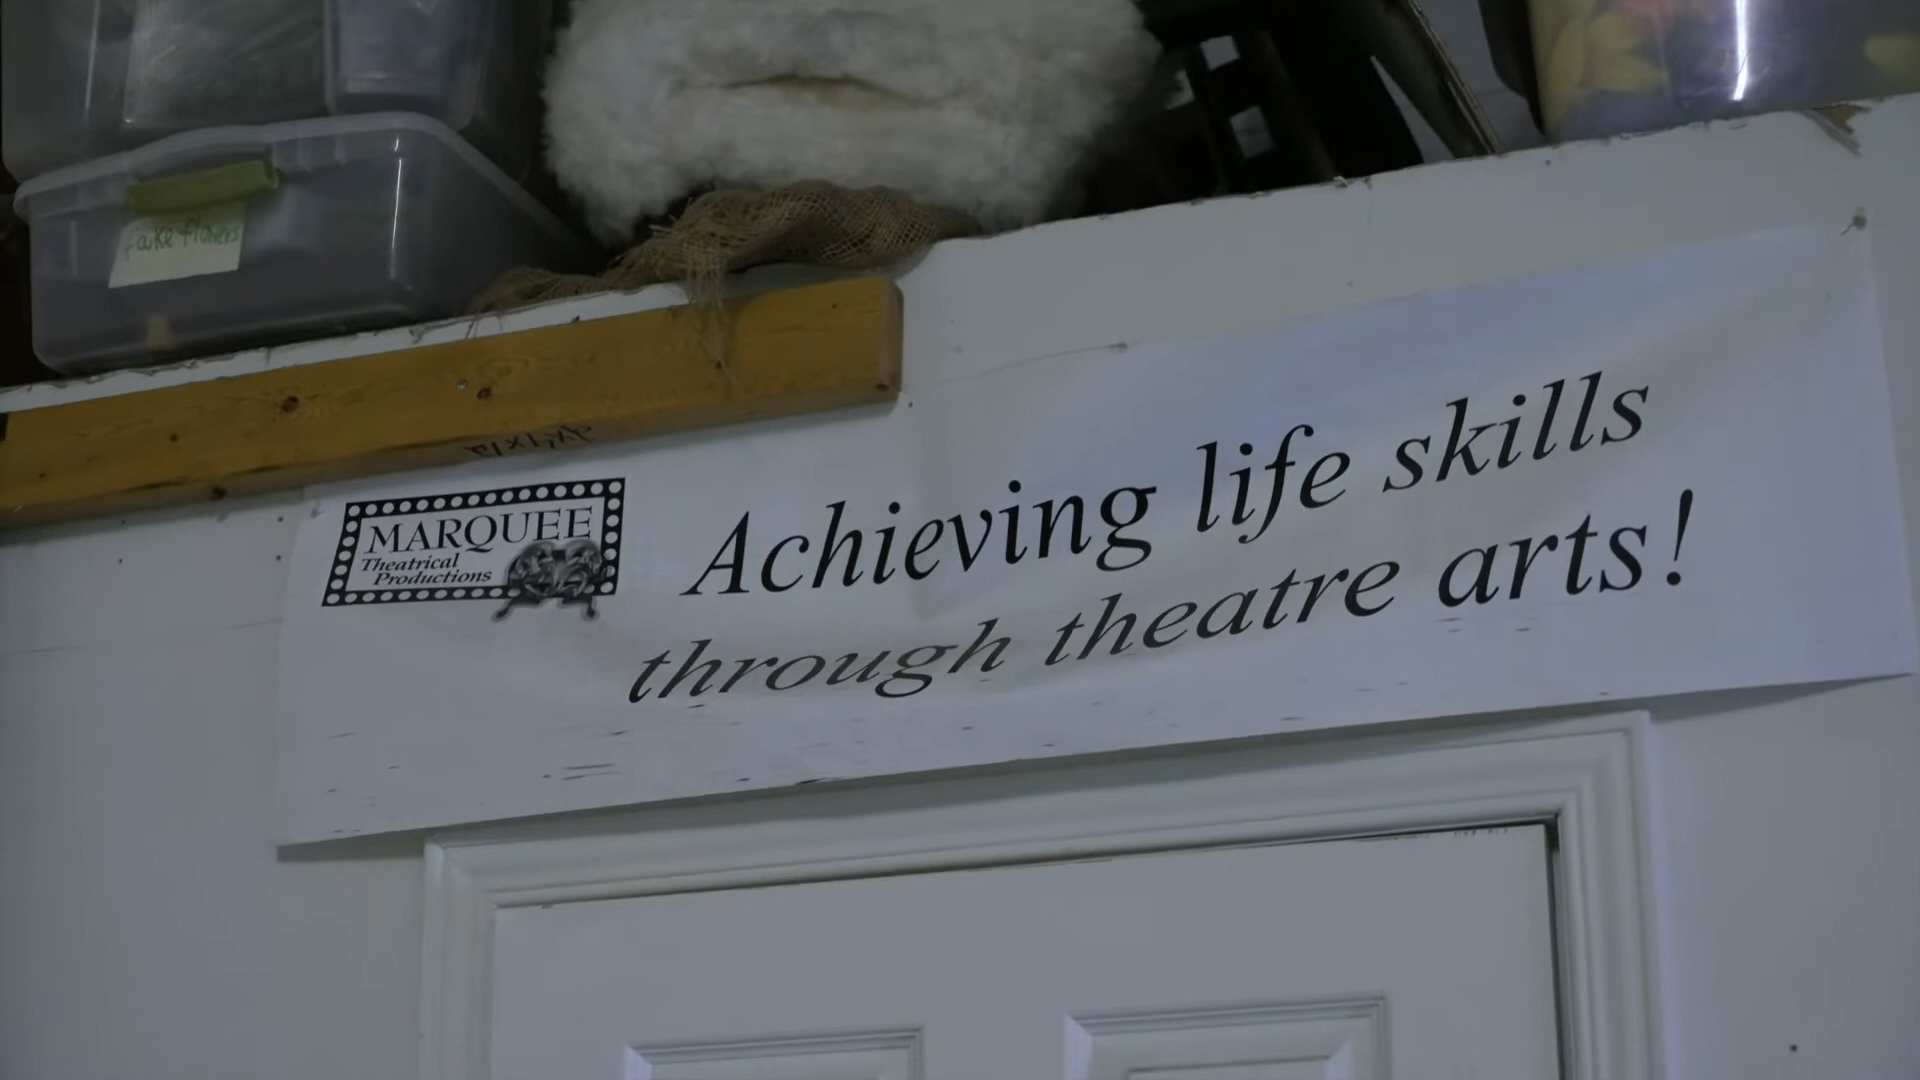 fake flowers
MARQUEE
Theatrical
Productions
Achieving life skills
through theatre arts!